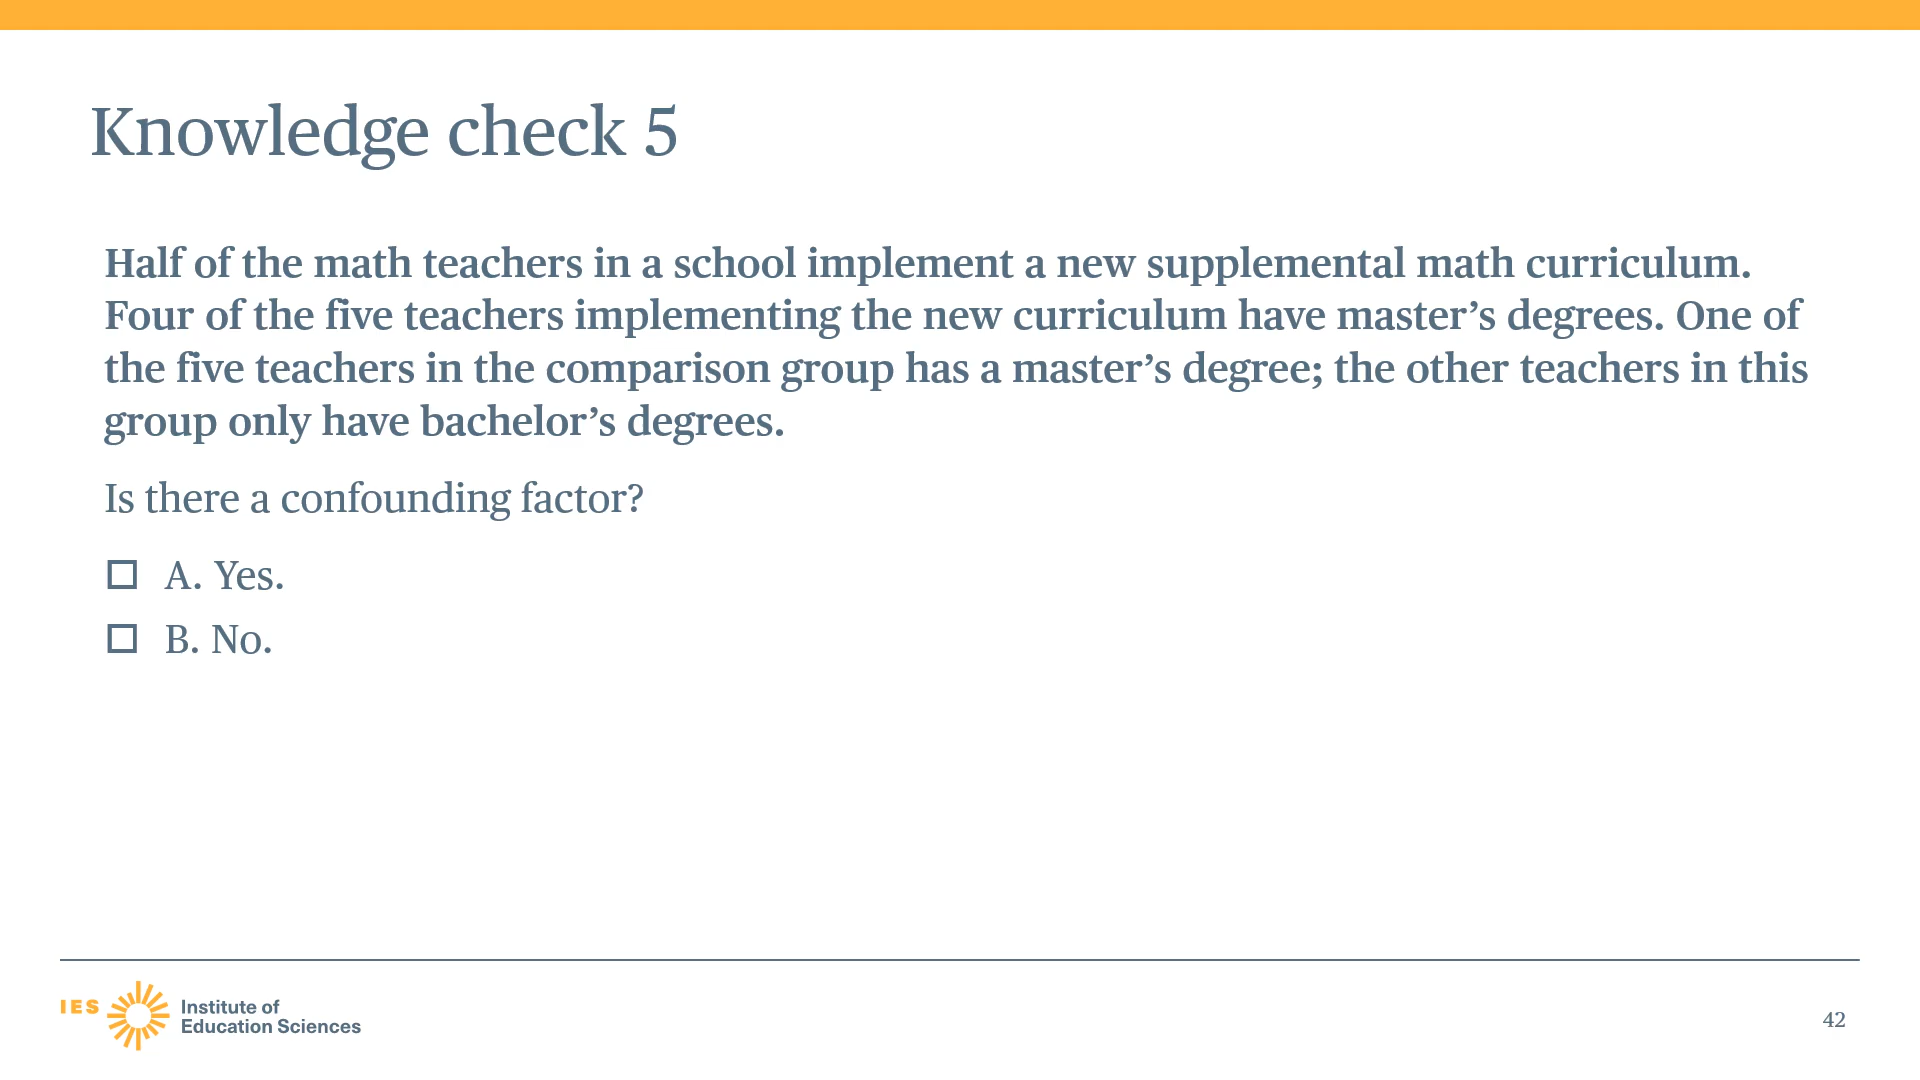 Knowledge check 5
Half of the math teachers in a school implement a new supplemental math curriculum.
Four of the five teachers implementing the new curriculum have master’s degrees. One of
the five teachers in the comparison group has a master’s degree; the other teachers in this
group only have bachelor’s degrees.
Is there a confounding factor?
A. Yes.
B. No.
IES
Institute of
Education Sciences
42